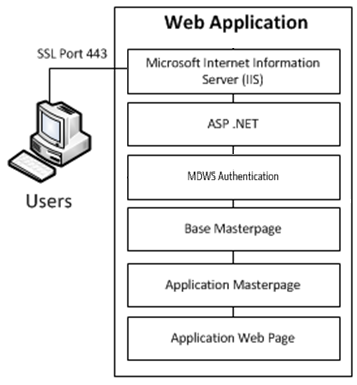 Web Application
SSL Port 443
Microsoft Internet Information
Server (IIS)
ASP .NET
MDWS Authentication
Users
Base Masterpage
Application Masterpage
Application Web Page